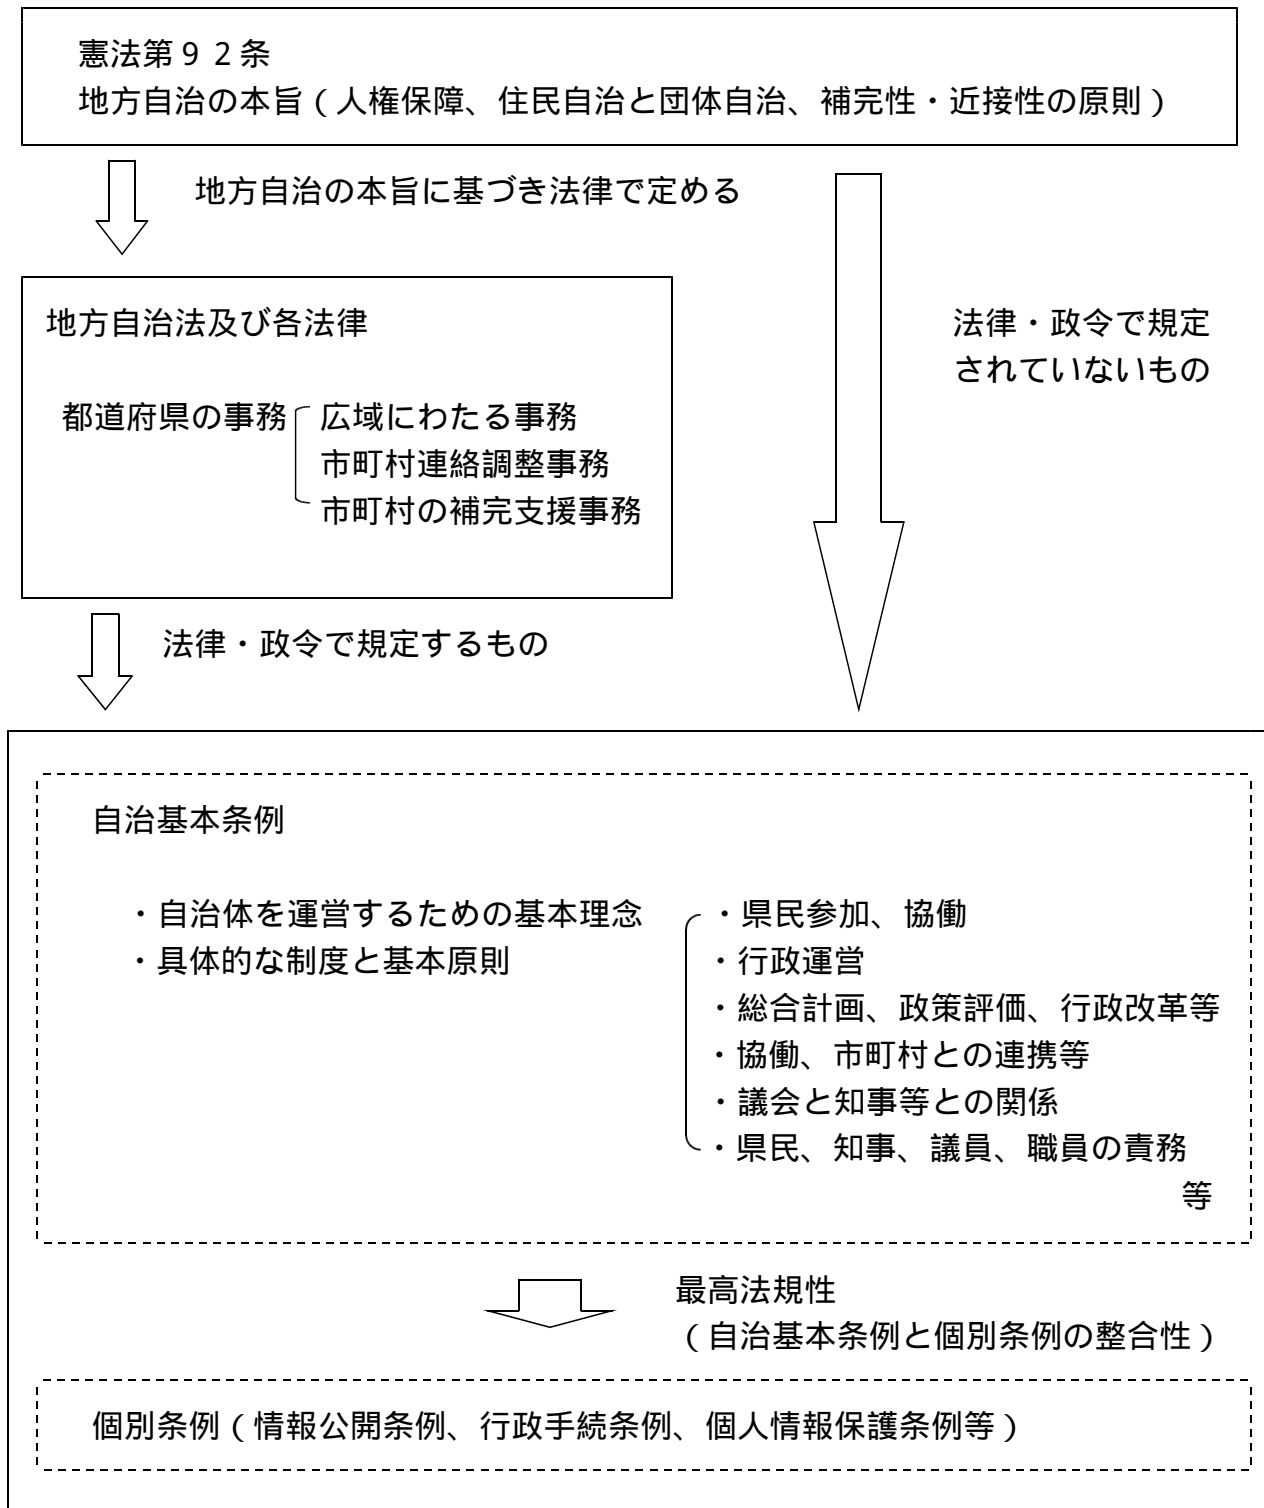 憲法第９２条
地方自治の本旨（人権保障、住民自治と団体自治、補完性・近接性の原則）
地方自治の本旨に基づき法律で定める
地方自治法及び各法律
都道府県の事務 広域にわたる事務
市町村連絡調整事務
市町村の補完支援事務
法律・政令で規定
されていないもの
法律・政令で規定するもの
自治基本条例
・自治体を運営するための基本理念
・具体的な制度と基本原則
・県民参加、協働
・行政運営
・総合計画、政策評価、行政改革等
・協働、市町村との連携等
・議会と知事等との関係
・県民、知事、議員、職員の責務
等
最高法規性
（自治基本条例と個別条例の整合性）
個別条例（情報公開条例、行政手続条例、個人情報保護条例等）